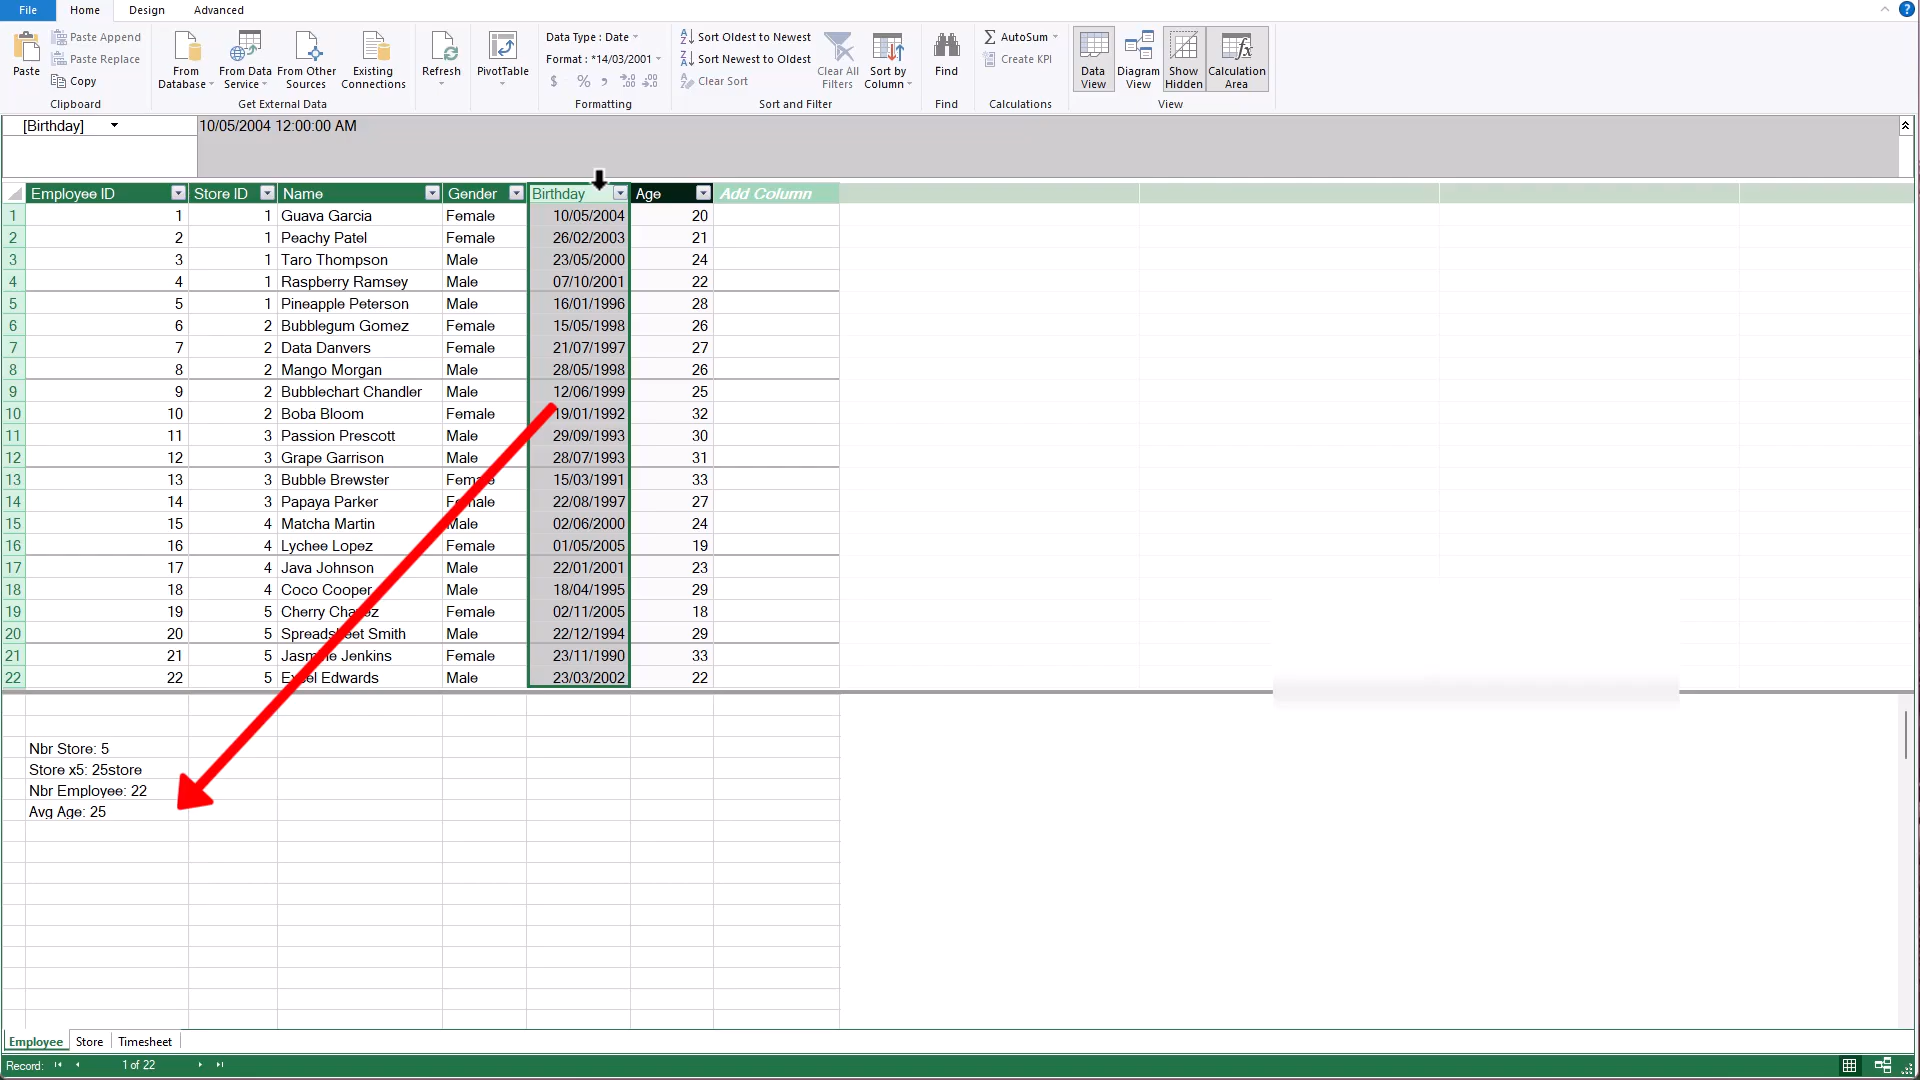 File Home Design Advanced
Paste Paste Append Paste Replace Copy
Clipboard
From Database From Data Service From Other Sources Existing Connections
Get External Data
Refresh
PivotTable
Data Type : Date
Format : *14/03/2001
$ % ,
Formatting
Sort Oldest to Newest
Sort Newest to Oldest
Clear Sort
Clear All Filters Sort by Column
Sort and Filter
Find
Find
AutoSum
Create KPI
Calculations
Data View Diagram View Show Hidden Calculation Area
View
[Birthday] 10/05/2004 12:00:00 AM
Employee ID Store ID Name Gender Birthday Age Add Column
1 1 1 Guava Garcia Female 10/05/2004 20
2 2 1 Peachy Patel Female 26/02/2003 21
3 3 1 Taro Thompson Male 23/05/2000 24
4 4 1 Raspberry Ramsey Male 07/10/2001 22
5 5 1 Pineapple Peterson Male 16/01/1996 28
6 6 2 Bubblegum Gomez Female 15/05/1998 26
7 7 2 Data Danvers Female 21/07/1997 27
8 8 2 Mango Morgan Male 28/05/1998 26
9 9 2 Bubblechart Chandler Male 12/06/1999 25
10 10 2 Boba Bloom Female 19/01/1992 32
11 11 3 Passion Prescott Male 29/09/1993 30
12 12 3 Grape Garrison Male 28/07/1993 31
13 13 3 Bubble Brewster Female 15/03/1991 33
14 14 3 Papaya Parker Female 22/08/1997 27
15 15 4 Matcha Martin Male 02/06/2000 24
16 16 4 Lychee Lopez Female 01/05/2005 19
17 17 4 Java Johnson Male 22/01/2001 23
18 18 4 Coco Cooper Male 18/04/1995 29
19 19 5 Cherry Chavez Female 02/11/2005 18
20 20 5 Spreadsheet Smith Male 22/12/1994 29
21 21 5 Jasmine Jenkins Female 23/11/1990 33
22 22 5 Excel Edwards Male 23/03/2002 22
Nbr Store: 5
Store x5: 25store
Nbr Employee: 22
Avg Age: 25
Employee Store Timesheet
Record: 1 of 22